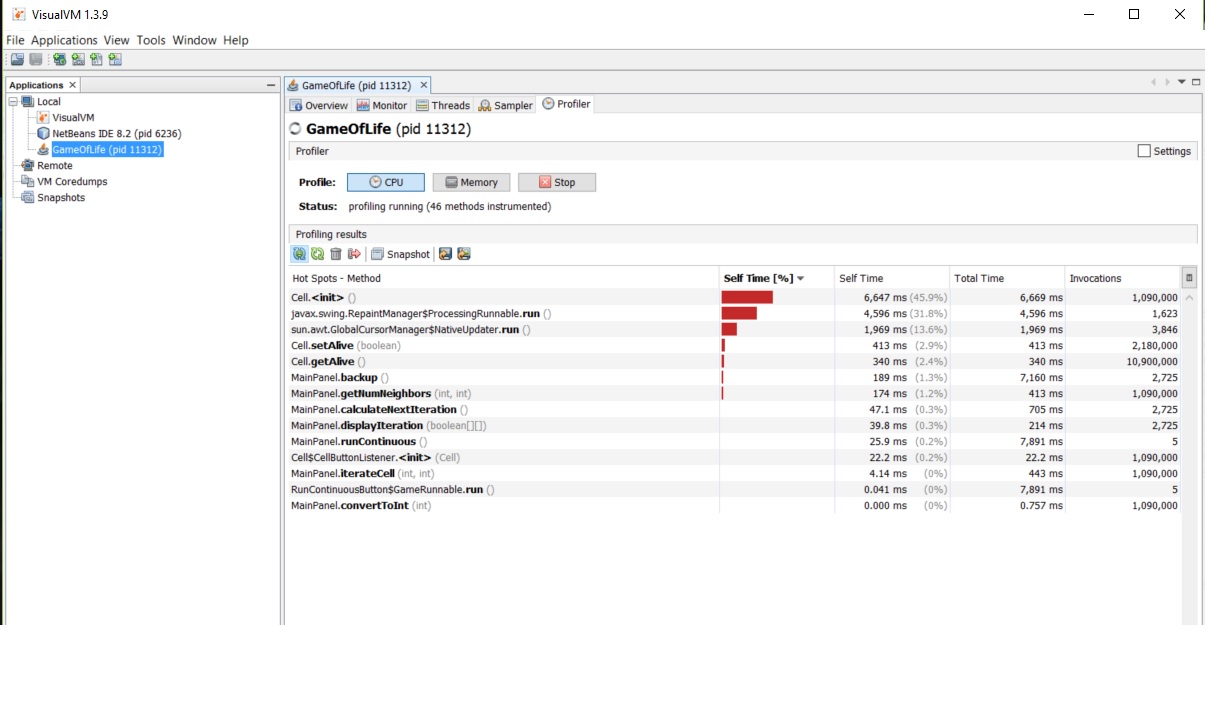 VisualVM 1.3.9
File Applications View Tools Window Help
Applications
GameOfLife (pid 11312)
Local
VisualVM
NetBeans IDE 8.2 (pid 6236)
GameOfLife (pid 11312)
Remote
VM Coredumps
Snapshots
Overview Monitor Threads Sampler Profiler
GameOfLife (pid 11312)
Profiler Settings
Profile: CPU Memory Stop
Status: profiling running (46 methods instrumented)
Profiling results
Snapshot
Hot Spots - Method Self Time [%] Self Time Total Time Invocations
Cell.<init> () 6,647 ms (45.9%) 6,669 ms 1,090,000
javax.swing.RepaintManager$ProcessingRunnable.run () 4,596 ms (31.8%) 4,596 ms 1,623
sun.awt.GlobalCursorManager$NativeUpdater.run () 1,969 ms (13.6%) 1,969 ms 3,846
Cell.setAlive (boolean) 413 ms (2.9%) 413 ms 2,180,000
Cell.getAlive () 340 ms (2.4%) 340 ms 10,900,000
MainPanel.backup () 189 ms (1.3%) 7,160 ms 2,725
MainPanel.getNumNeighbors (int, int) 174 ms (1.2%) 413 ms 1,090,000
MainPanel.calculateNextIteration () 47.1 ms (0.3%) 705 ms 2,725
MainPanel.displayIteration (boolean[][]) 39.8 ms (0.3%) 214 ms 2,725
MainPanel.runContinuous () 25.9 ms (0.2%) 7,891 ms 5
Cell$CellButtonListener.<init> (Cell) 22.2 ms (0.2%) 22.2 ms 1,090,000
MainPanel.iterateCell (int, int) 4.14 ms (0%) 443 ms 1,090,000
RunContinuousButton$GameRunnable.run () 0.041 ms (0%) 7,891 ms 5
MainPanel.convertToInt (int) 0.000 ms (0%) 0.757 ms 1,090,000